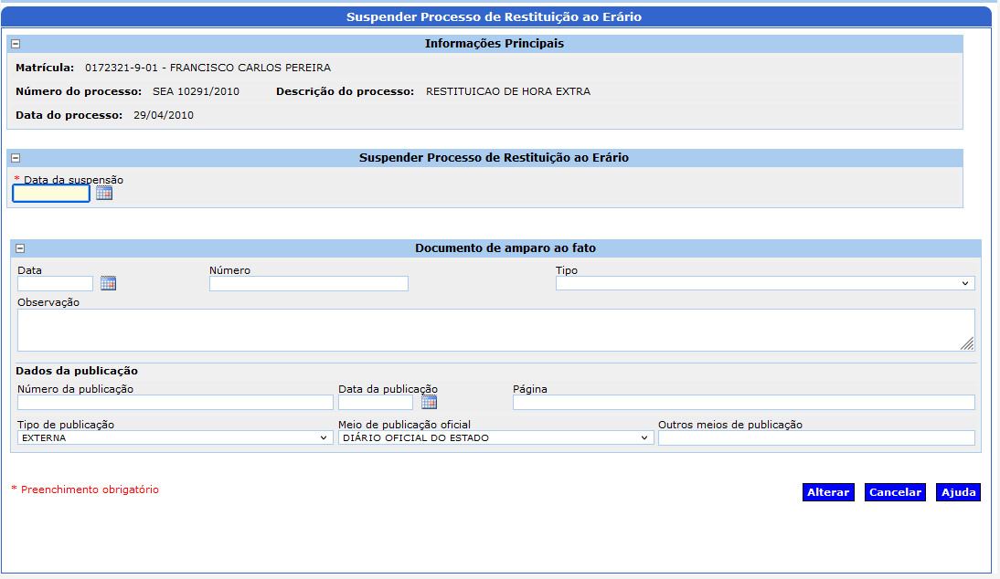 Suspender Processo de Restituição ao Erário
Informações Principais
Matrícula: 0172321-9-01 - FRANCISCO CARLOS PEREIRA
Número do processo: SEA 10291/2010 Descrição do processo: RESTITUICAO DE HORA EXTRA
Data do processo: 29/04/2010
Suspender Processo de Restituição ao Erário
* Data da suspensão
Documento de amparo ao fato
Data Número Tipo
Observação
Dados da publicação
Número da publicação Data da publicação Página
Tipo de publicação Meio de publicação oficial Outros meios de publicação
EXTERNA DIÁRIO OFICIAL DO ESTADO
* Preenchimento obrigatório
Alterar Cancelar Ajuda